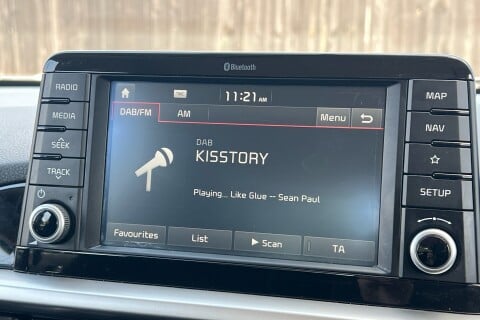 Bluetooth
RADIO
MEDIA
SEEK
TRACK
11:21 AM
DAB/FM AM Menu
DAB
KISSTORY
Playing... Like Glue -- Sean Paul
Favourites List Scan TA
MAP
NAV
SETUP